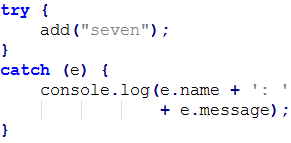 try {
    add("seven");
}
catch (e) {
    console.log(e.name + ': '
                + e.message);
}